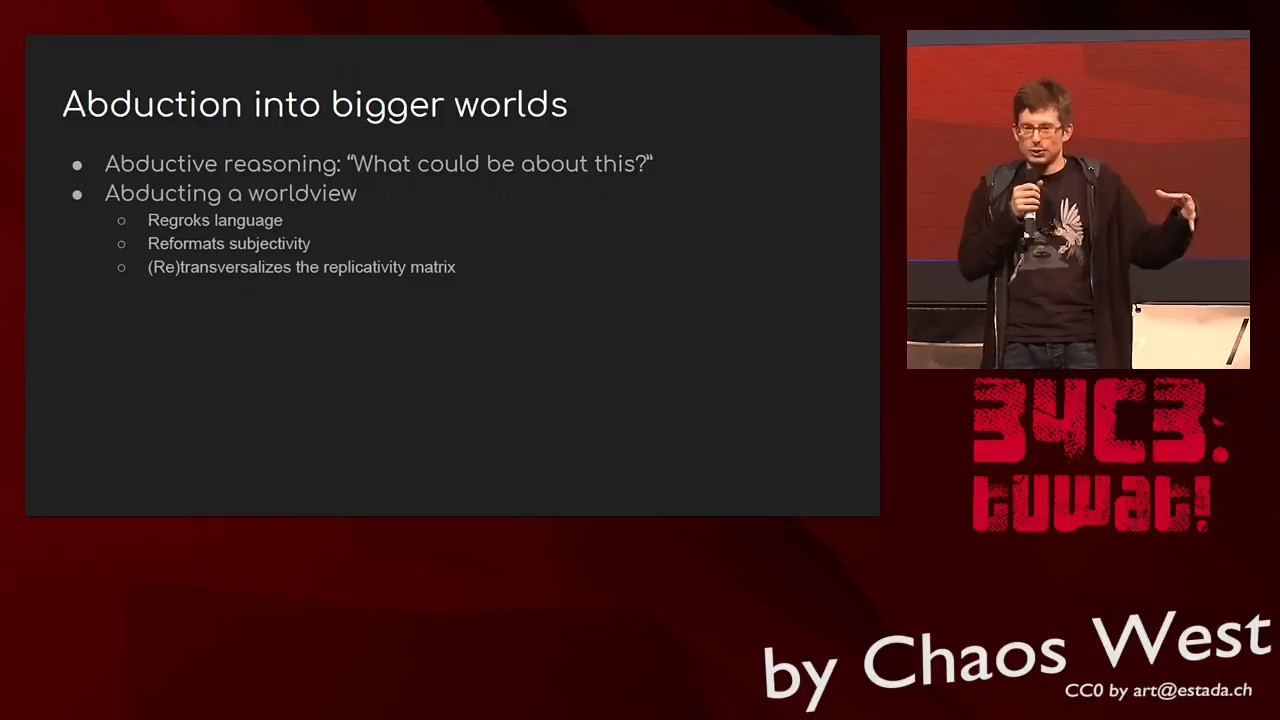 Abduction into bigger worlds
● Abductive reasoning: “What could be about this?”
● Abducting a worldview
○ Regroks language
○ Reformats subjectivity
○ (Re)transversalizes the replicativity matrix
34C3:
tuwat!
by Chaos West
CC0 by art@estada.ch